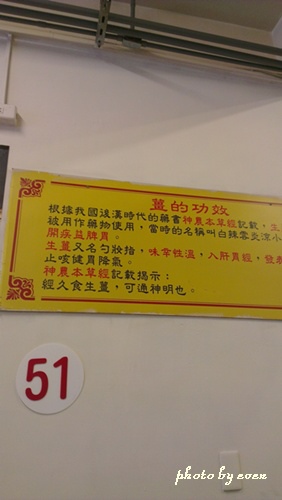 薑的功效
根據我國後漢時代的藥書神農本草經記載，生
被用作藥物使用，當時的名稱叫白辣雲炎涼小
開痰益脾胃。
生薑又名勻妝指，味辛性溫，入肝胃經，發
止咳健胃降氣。
神農本草經記載揭示：
經久食生薑，可通神明也。
51
photo by even